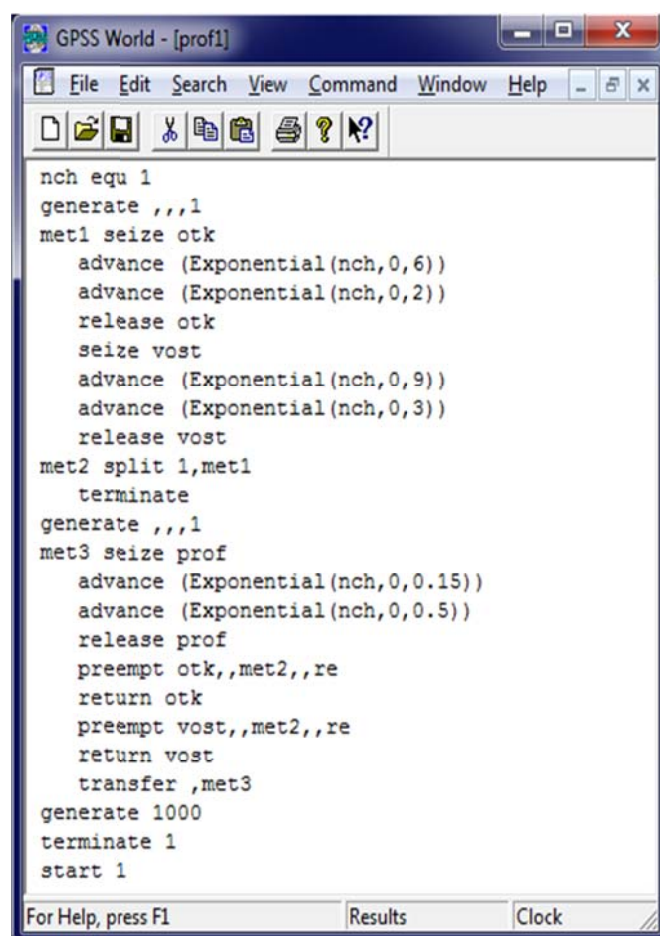 GPSS World - [prof1]
File Edit Search View Command Window Help
nch equ 1
generate ,,,1
met1 seize otk
advance (Exponential(nch,0,6))
advance (Exponential(nch,0,2))
release otk
seize vost
advance (Exponential(nch,0,9))
advance (Exponential(nch,0,3))
release vost
met2 split 1,met1
terminate
generate ,,,1
met3 seize prof
advance (Exponential(nch,0,0.15))
advance (Exponential(nch,0,0.5))
release prof
preempt otk,,met2,,re
return otk
preempt vost,,met2,,re
return vost
transfer ,met3
generate 1000
terminate 1
start 1
For Help, press F1 Results Clock